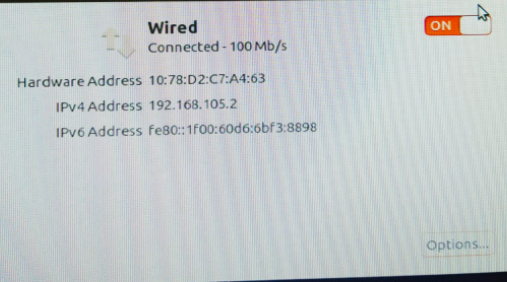 Wired
ON
Connected - 100 Mb/s
Hardware Address 10:78:D2:C7:A4:63
IPv4 Address 192.168.105.2
IPv6 Address fe80::1f00:60d6:6bf3:8898
Options...